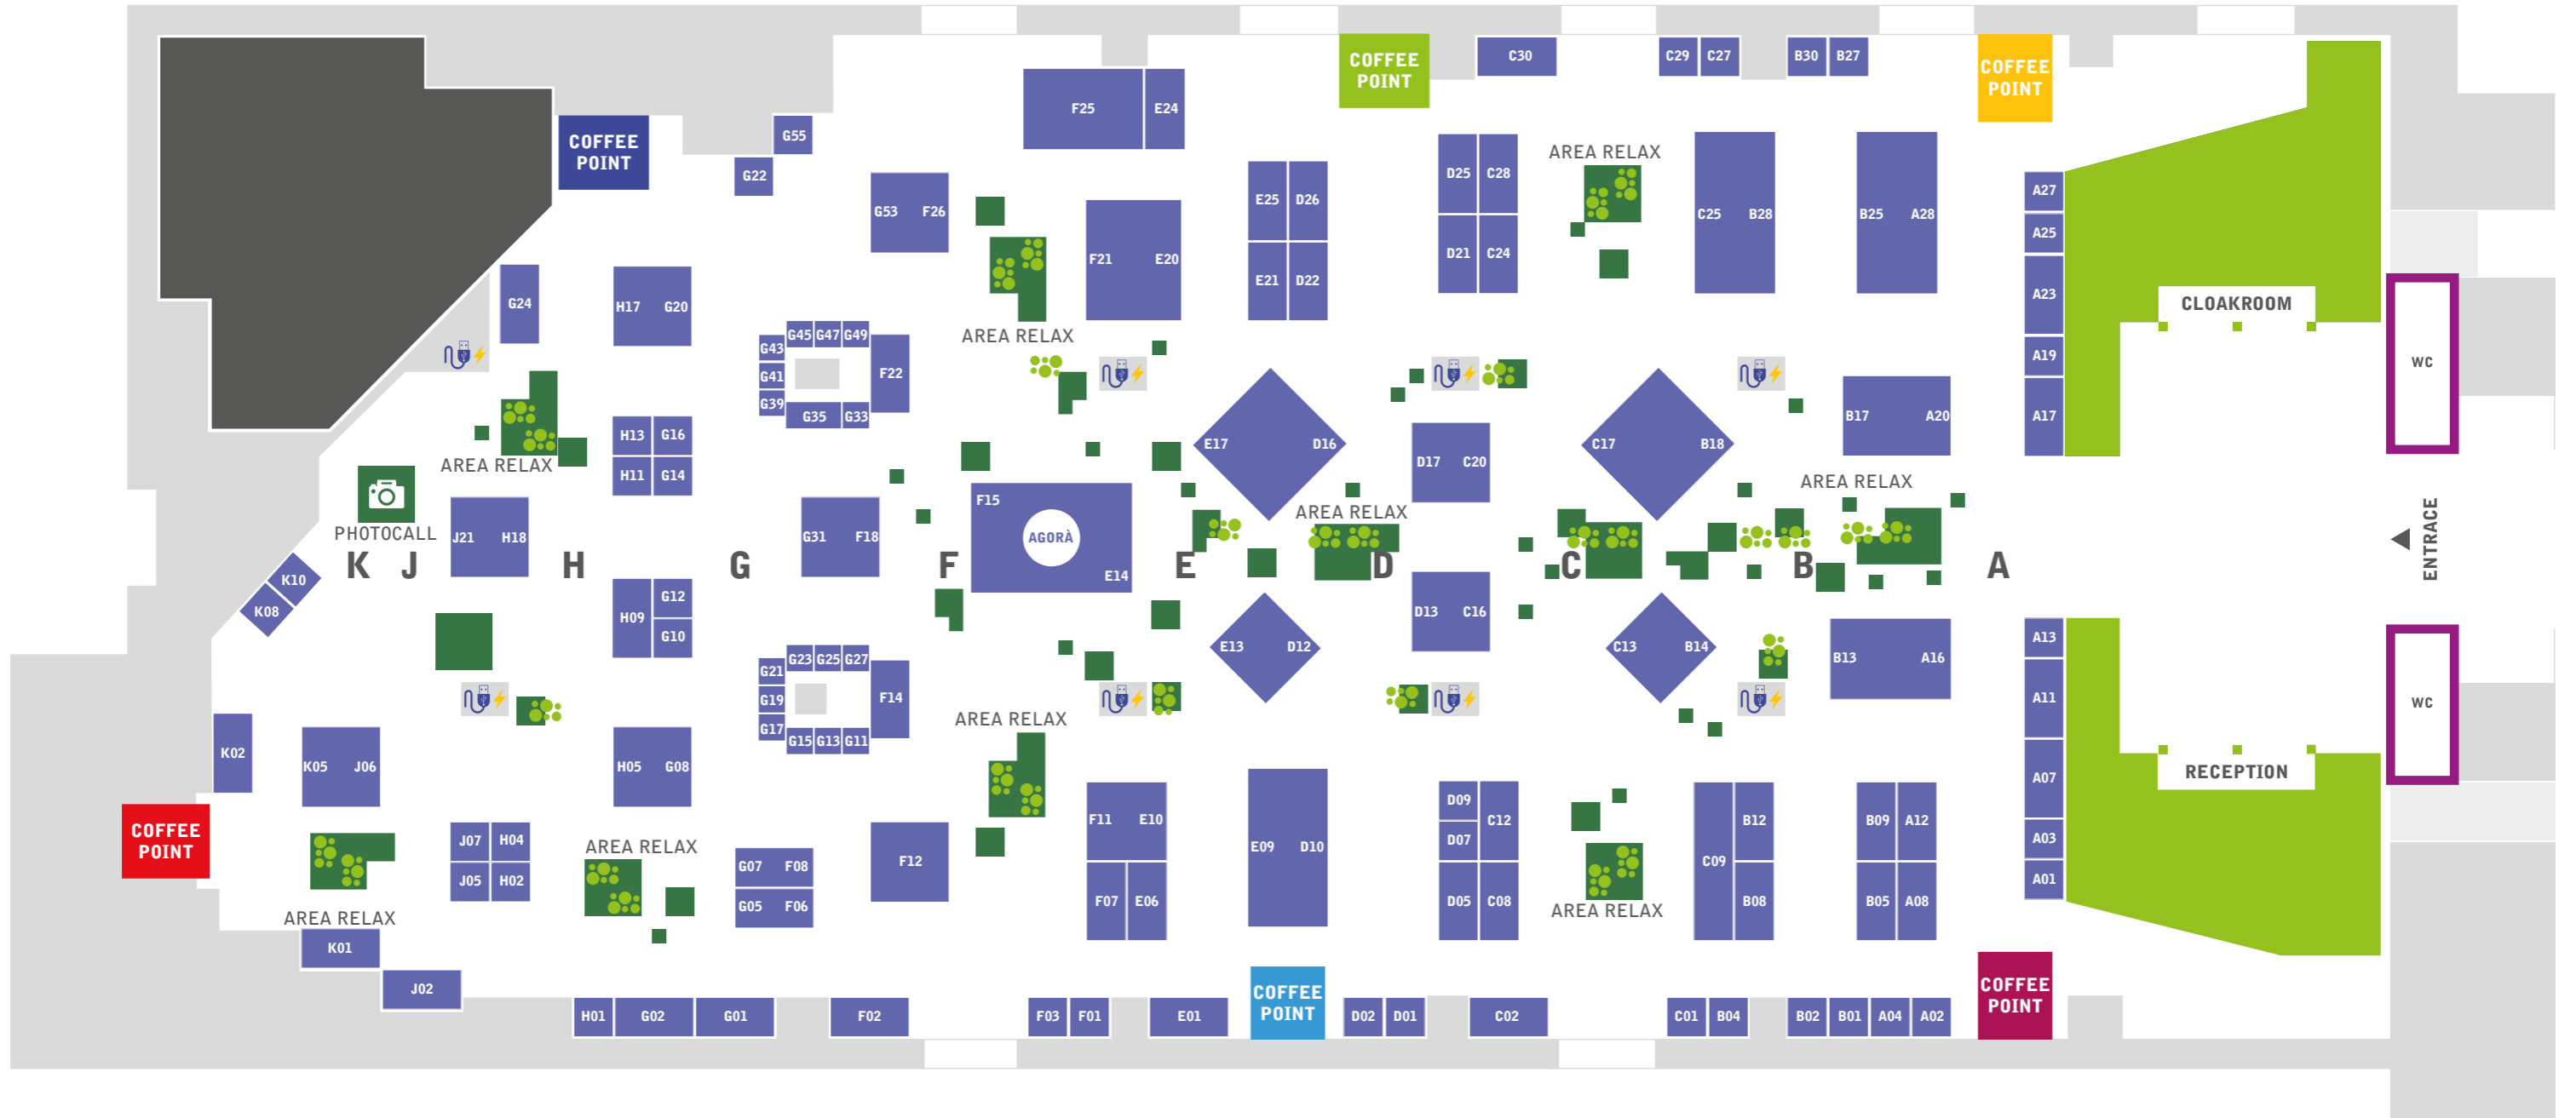 COFFEE
POINT
C30
C29
C27
B30
B27
COFFEE
POINT
F25
E24
G55
COFFEE
POINT
G22
AREA RELAX
D25
C28
C25
B28
B25
A28
A27
G53
F26
E25
D26
A25
D21
C24
F21
E20
E21
D22
A23
G24
H17
G20
CLOAKROOM
AREA RELAX
G45
G47
G49
G43
G41
G39
G35
G33
F22
A19
WC
B17
A20
A17
H13
G16
H11
G14
E17
D16
C17
B18
D17
C20
AREA RELAX
AREA RELAX
F15
AGORÀ
E14
AREA RELAX
PHOTOCALL
J21
H18
G31
F18
ENTRACE
K
J
H
G
F
E
D
C
B
A
K10
K08
H09
G12
G10
D13
C16
E13
D12
C13
B14
B13
A16
A13
G23
G25
G27
G21
G19
G17
G15
G13
G11
F14
A11
WC
AREA RELAX
K02
K05
J06
H05
G08
A07
RECEPTION
COFFEE
POINT
J07
H04
J05
H02
AREA RELAX
G07
F08
G05
F06
F12
F11
E10
F07
E06
E09
D10
D09
D07
C12
D05
C08
AREA RELAX
C09
B12
B08
B09
A12
B05
A08
A03
A01
AREA RELAX
K01
J02
H01
G02
G01
F02
F03
F01
E01
COFFEE
POINT
D02
D01
C02
C01
B04
B02
B01
A04
A02
COFFEE
POINT